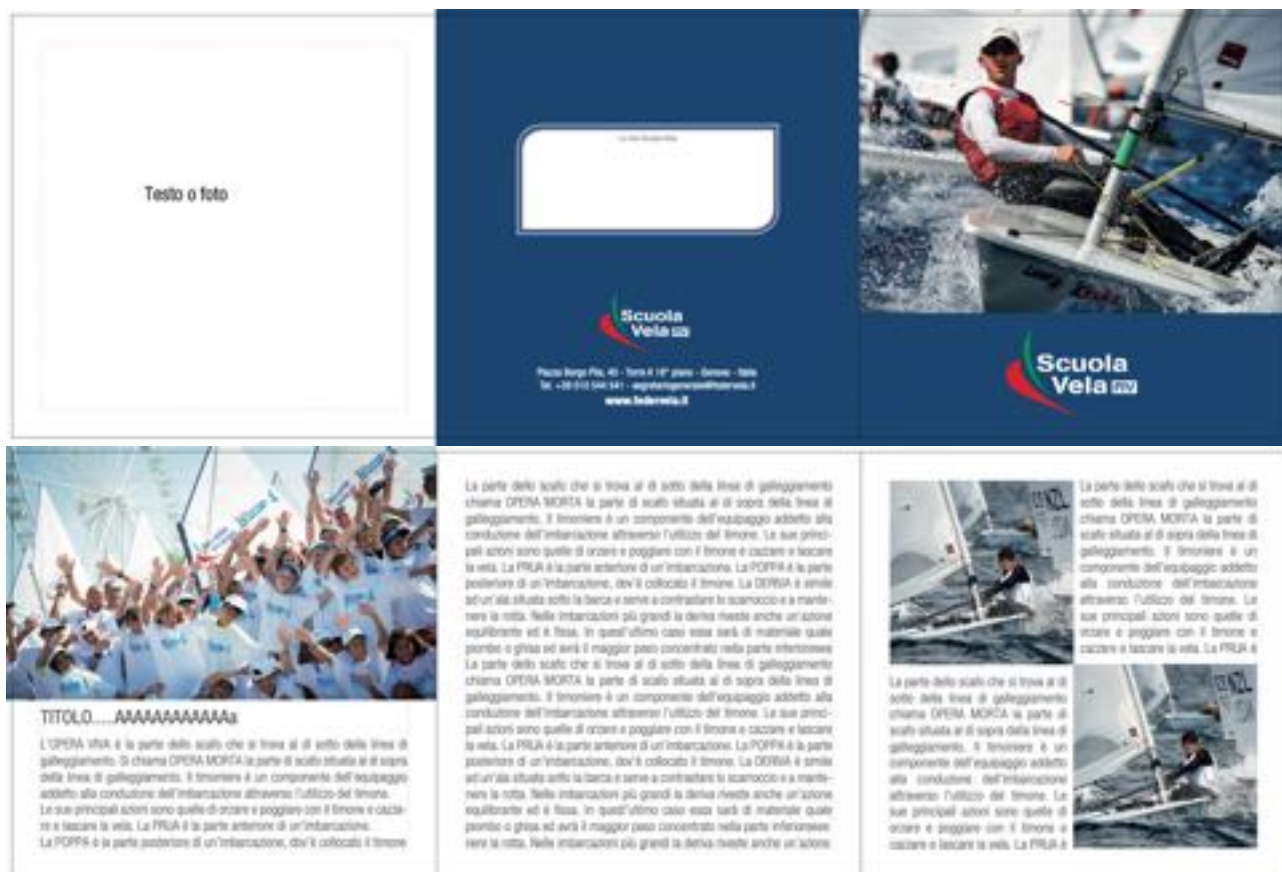 Testo o foto
La mia Scuola Vela
Scuola
Vela FIV
Piazza Borgo Pila, 40 - Torre A 16° piano - Genova - Italia
Tel. +39 010 544 541 - segreteriagenerale@federvela.it
www.federvela.it
Scuola
Vela FIV
TITOLO.....AAAAAAAAAAAAa
L'OPERA VIVA è la parte dello scafo che si trova al di sotto della linea di
galleggiamento. Si chiama OPERA MORTA la parte di scafo situata al di sopra
della linea di galleggiamento. Il timoniere è un componente dell'equipaggio
addetto alla conduzione dell'imbarcazione attraverso l'utilizzo del timone.
Le sue principali azioni sono quelle di orzare e poggiare con il timone e cazza-
re e lascare la vela. La PRUA è la parte anteriore di un'imbarcazione.
La POPPA è la parte posteriore di un'imbarcazione, dov'è collocato il timone
La parte dello scafo che si trova al di sotto della linea di galleggiamento
chiama OPERA MORTA la parte di scafo situata al di sopra della linea di
galleggiamento. Il timoniere è un componente dell'equipaggio addetto alla
conduzione dell'imbarcazione attraverso l'utilizzo del timone. Le sue princi-
pali azioni sono quelle di orzare e poggiare con il timone e cazzare e lascare
la vela. La PRUA è la parte anteriore di un'imbarcazione. La POPPA è la parte
posteriore di un'imbarcazione, dov'è collocato il timone. La DERIVA è simile
ad un'ala situata sotto la barca e serve a contrastare lo scarroccio e a mante-
nere la rotta. Nelle imbarcazioni più grandi la deriva riveste anche un'azione
equilibrante ed è fissa. In quest'ultimo caso essa sarà di materiale quale
piombo o ghisa ed avrà il maggior peso concentrato nella parte inferioreeee
La parte dello scafo che si trova al di sotto della linea di galleggiamento
chiama OPERA MORTA la parte di scafo situata al di sopra della linea di
galleggiamento. Il timoniere è un componente dell'equipaggio addetto alla
conduzione dell'imbarcazione attraverso l'utilizzo del timone. Le sue princi-
pali azioni sono quelle di orzare e poggiare con il timone e cazzare e lascare
la vela. La PRUA è la parte anteriore di un'imbarcazione. La POPPA è la parte
posteriore di un'imbarcazione, dov'è collocato il timone. La DERIVA è simile
ad un'ala situata sotto la barca e serve a contrastare lo scarroccio e a mante-
nere la rotta. Nelle imbarcazioni più grandi la deriva riveste anche un'azione
equilibrante ed è fissa. In quest'ultimo caso essa sarà di materiale quale
piombo o ghisa ed avrà il maggior peso concentrato nella parte inferioreeee
nere la rotta. Nelle imbarcazioni più grandi la deriva riveste anche un'azione
NZL
La parte dello scafo che si trova al di
sotto della linea di galleggiamento
chiama OPERA MORTA la parte di
scafo situata al di sopra della linea di
galleggiamento. Il timoniere è un
componente dell'equipaggio addetto
alla conduzione dell'imbarcazione
attraverso l'utilizzo del timone. Le
sue principali azioni sono quelle di
orzare e poggiare con il timone e
cazzare e lascare la vela. La PRUA è
La parte dello scafo che si trova al di
sotto della linea di galleggiamento
chiama OPERA MORTA la parte di
scafo situata al di sopra della linea di
galleggiamento. Il timoniere è un
componente dell'equipaggio addetto
alla conduzione dell'imbarcazione
attraverso l'utilizzo del timone. Le
sue principali azioni sono quelle di
orzare e poggiare con il timone e
cazzare e lascare la vela. La PRUA è
NZL